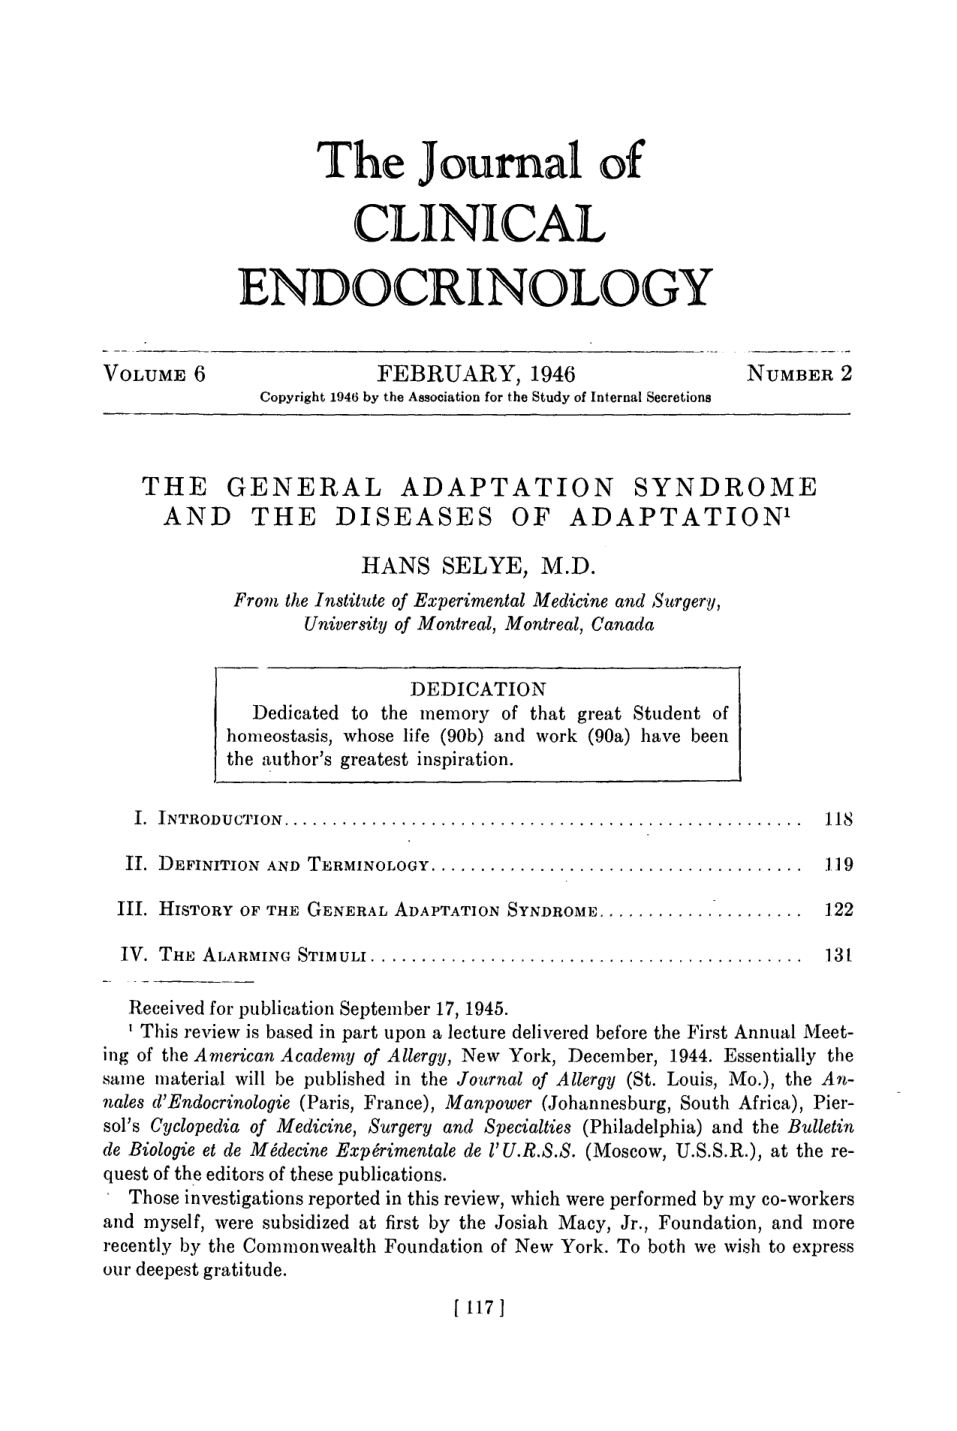 The Journal of
CLINICAL
ENDOCRINOLOGY
VOLUME 6 FEBRUARY, 1946 NUMBER 2
Copyright 1946 by the Association for the Study of Internal Secretions
THE GENERAL ADAPTATION SYNDROME
AND THE DISEASES OF ADAPTATION¹
HANS SELYE, M.D.
From the Institute of Experimental Medicine and Surgery,
University of Montreal, Montreal, Canada
DEDICATION
Dedicated to the memory of that great Student of
homeostasis, whose life (90b) and work (90a) have been
the author's greatest inspiration.
I. INTRODUCTION..................................................... 118
II. DEFINITION AND TERMINOLOGY...................................... 119
III. HISTORY OF THE GENERAL ADAPTATION SYNDROME..................... 122
IV. THE ALARMING STIMULI............................................ 131
Received for publication September 17, 1945.
¹ This review is based in part upon a lecture delivered before the First Annual Meet-
ing of the American Academy of Allergy, New York, December, 1944. Essentially the
same material will be published in the Journal of Allergy (St. Louis, Mo.), the An-
nales d'Endocrinologie (Paris, France), Manpower (Johannesburg, South Africa), Pier-
sol's Cyclopedia of Medicine, Surgery and Specialties (Philadelphia) and the Bulletin
de Biologie et de Médecine Expérimentale de l'U.R.S.S. (Moscow, U.S.S.R.), at the re-
quest of the editors of these publications.
Those investigations reported in this review, which were performed by my co-workers
and myself, were subsidized at first by the Josiah Macy, Jr., Foundation, and more
recently by the Commonwealth Foundation of New York. To both we wish to express
our deepest gratitude.
[ 117 ]